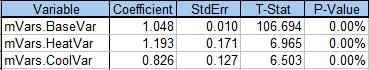 Variable Coefficient StdErr T-Stat P-Value
mVars.BaseVar 1.048 0.010 106.694 0.00%
mVars.HeatVar 1.193 0.171 6.965 0.00%
mVars.CoolVar 0.826 0.127 6.503 0.00%